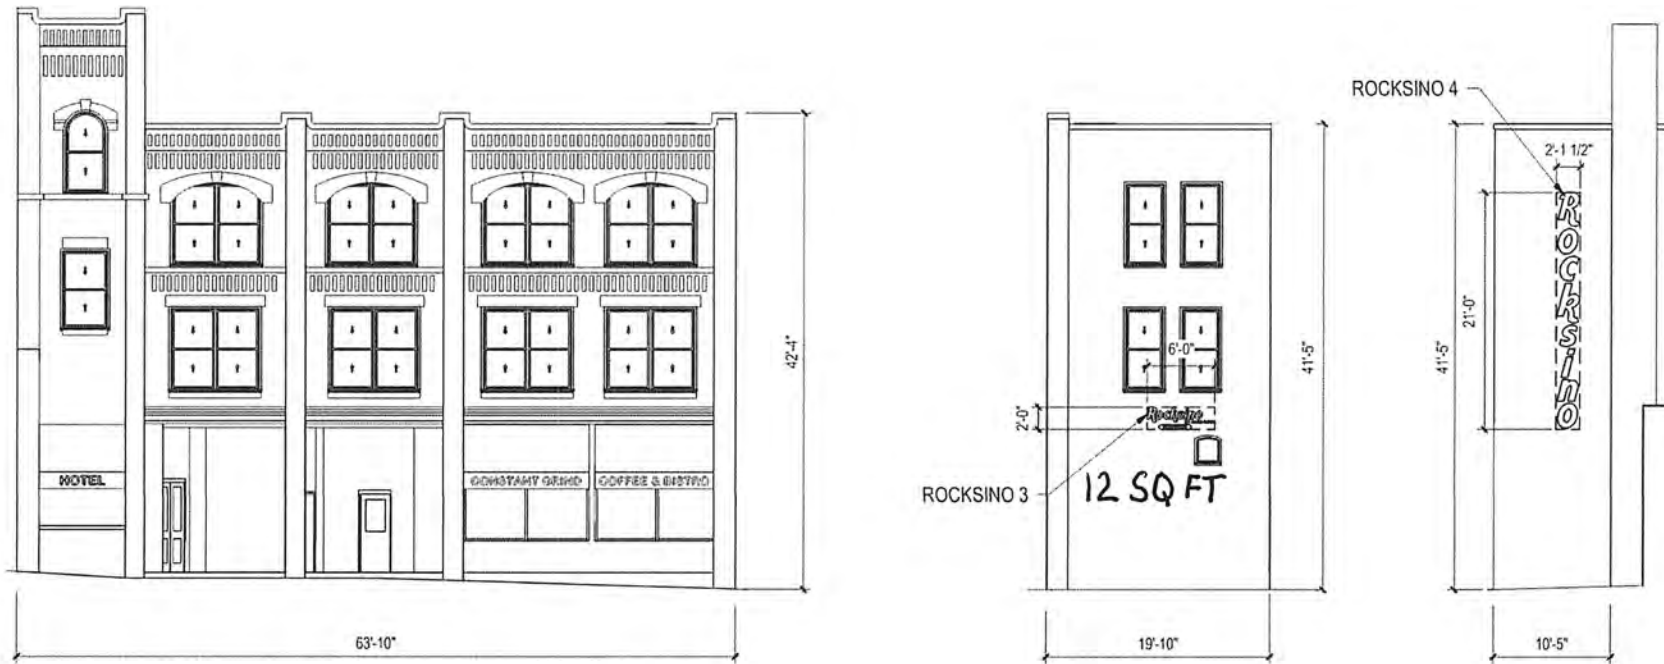 HOTEL
CONSTANT GRIND
COFFEE & BISTRO
42'-4"
63'-10"
6'-0"
2'-0"
Rocksino
ROCKSINO 3
12 SQ FT
41'-5"
19'-10"
ROCKSINO 4
2'-1 1/2"
21'-0"
41'-5"
Rocksino
10'-5"